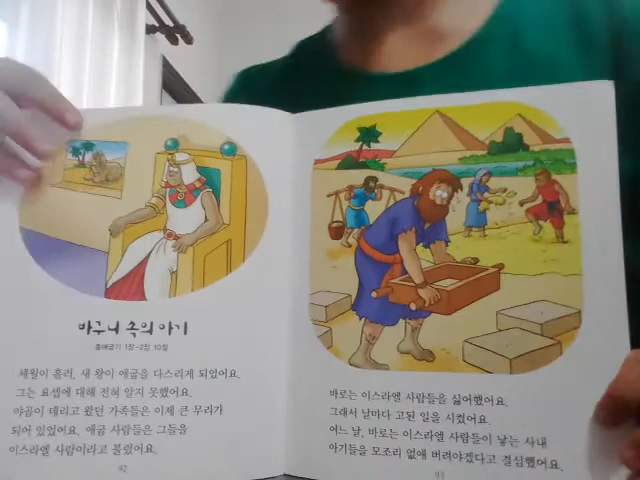 바구니 속의 아기
출애굽기 1장~2장 10절
세월이 흘러, 새 왕이 애굽을 다스리게 되었어요.
그는 요셉에 대해 전혀 알지 못했어요.
야곱이 데리고 왔던 가족들은 이제 큰 무리가
되어 있었어요. 애굽 사람들은 그들을
이스라엘 사람이라고 불렀어요.
92
바로는 이스라엘 사람들을 싫어했어요.
그래서 날마다 고된 일을 시켰어요.
어느 날, 바로는 이스라엘 사람들이 낳는 사내
아기들을 모조리 없애 버려야겠다고 결심했어요.
93